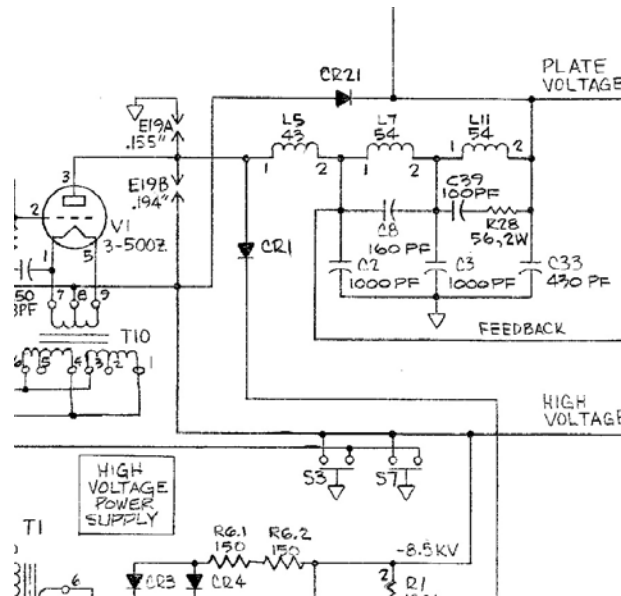 CR21
PLATE
VOLTAGE
E19A
.155"
L5
43
L7
54
L11
54
1
2
1
2
1
2
3
E19B
.194"
C39
100PF
2
V1
3-500Z
CR1
C8
160 PF
R28
56,2W
1
5
C2
1000PF
C3
1000PF
C33
430 PF
50
3PF
7
8
9
T10
FEEDBACK
6
5
4
3
2
1
HIGH
VOLTAGE
S3
S7
HIGH
VOLTAGE
POWER
SUPPLY
T1
R6.1
150
R6.2
150
-8.5KV
6
CR3
CR4
2
R1